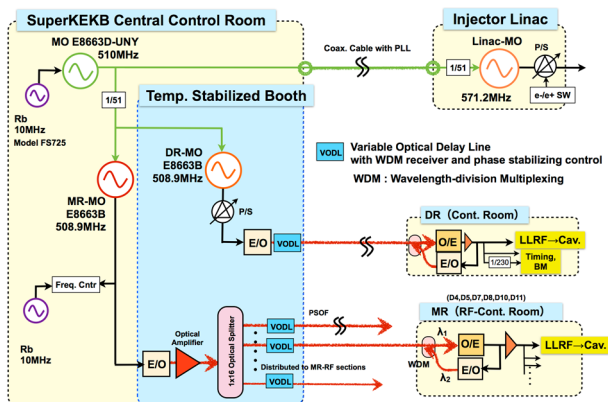 SuperKEKB Central Control Room
Injector Linac
MO E8663D-UNY
510MHz
Coax. Cable with PLL
Linac-MO
P/S
1/51
571.2MHz
e-/e+ SW
Rb
10MHz
Model FS725
1/51
Temp. Stabilized Booth
DR-MO
E8663B
508.9MHz
MR-MO
E8663B
508.9MHz
P/S
E/O
VODL
VODL
Variable Optical Delay Line
with WDM receiver and phase stabilizing control
WDM : Wavelength-division Multiplexing
DR (Cont. Room)
O/E
E/O
LLRF→Cav.
1/230
Timing,
BM
Freq. Cntr
Rb
10MHz
E/O
Optical
Amplifier
1x16 Optical Splitter
VODL
PSOF
VODL
Distributed to MR-RF sections
VODL
(D4,D5,D7,D8,D10,D11)
MR (RF-Cont. Room)
λ1
O/E
WDM
λ2
E/O
LLRF→Cav.